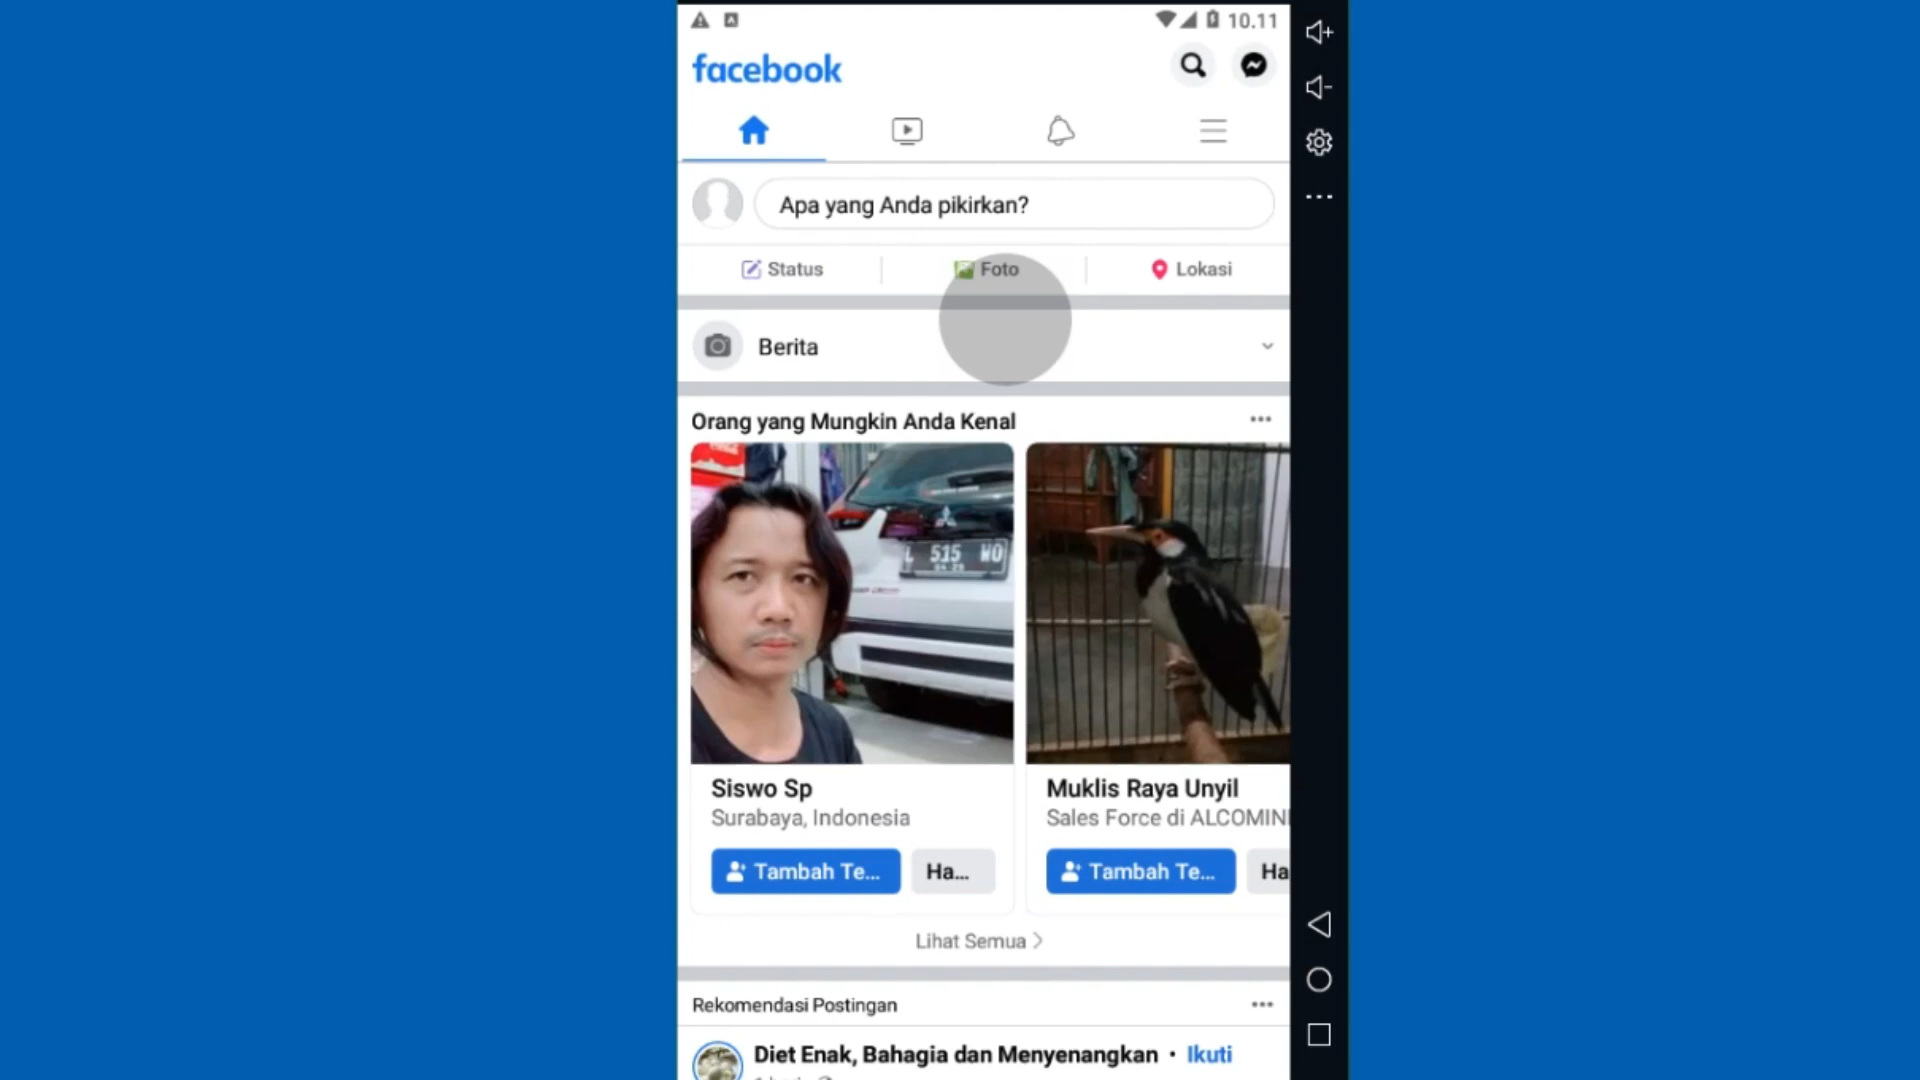 10.11
facebook
Apa yang Anda pikirkan?
Status
Foto
Lokasi
Berita
Orang yang Mungkin Anda Kenal
L 515 WO
Siswo Sp
Surabaya, Indonesia
Tambah Te...
Ha...
Muklis Raya Unyil
Sales Force di ALCOMIN
Tambah Te...
Ha
Lihat Semua
Rekomendasi Postingan
Diet Enak, Bahagia dan Menyenangkan • Ikuti